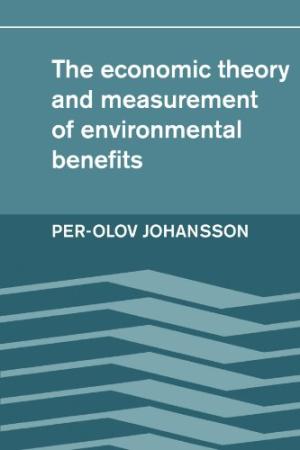 The economic theory
and measurement
of environmental
benefits
PER-OLOV JOHANSSON